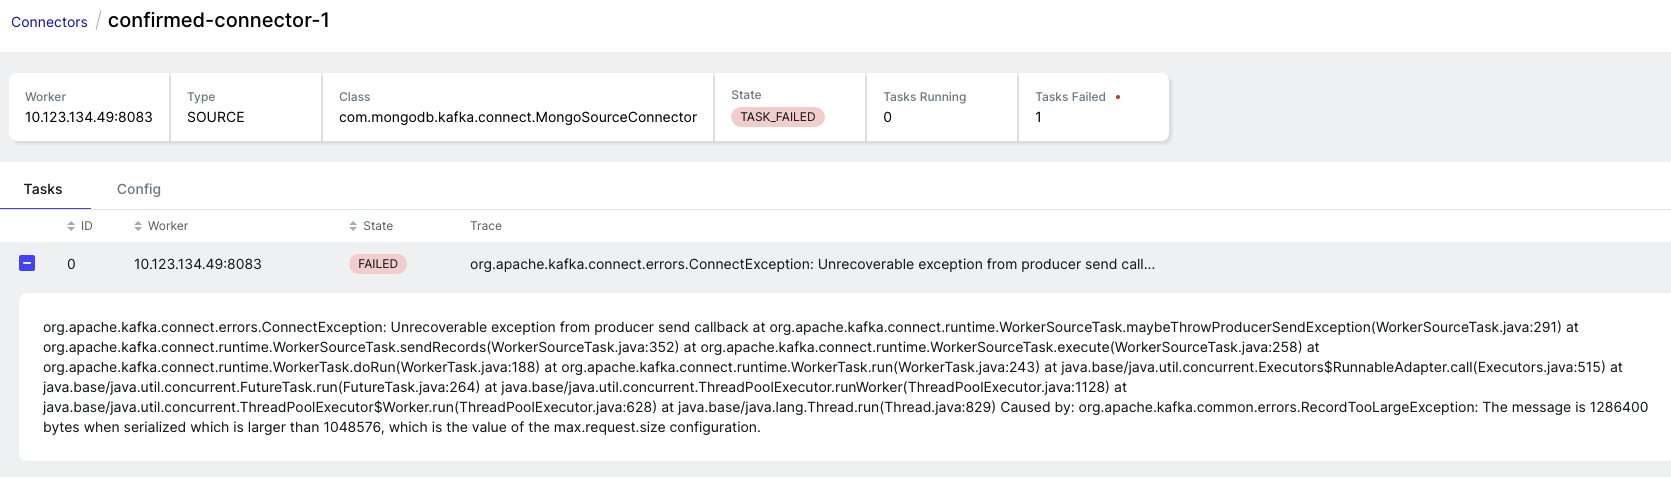 Connectors / confirmed-connector-1
Worker
10.123.134.49:8083
Type
SOURCE
Class
com.mongodb.kafka.connect.MongoSourceConnector
State
TASK_FAILED
Tasks Running
0
Tasks Failed
1
Tasks Config
ID Worker State Trace
0 10.123.134.49:8083 FAILED org.apache.kafka.connect.errors.ConnectException: Unrecoverable exception from producer send call...
org.apache.kafka.connect.errors.ConnectException: Unrecoverable exception from producer send callback at org.apache.kafka.connect.runtime.WorkerSourceTask.maybeThrowProducerSendException(WorkerSourceTask.java:291) at
org.apache.kafka.connect.runtime.WorkerSourceTask.sendRecords(WorkerSourceTask.java:352) at org.apache.kafka.connect.runtime.WorkerSourceTask.execute(WorkerSourceTask.java:258) at
org.apache.kafka.connect.runtime.WorkerTask.doRun(WorkerTask.java:188) at org.apache.kafka.connect.runtime.WorkerTask.run(WorkerTask.java:243) at java.base/java.util.concurrent.Executors$RunnableAdapter.call(Executors.java:515) at
java.base/java.util.concurrent.FutureTask.run(FutureTask.java:264) at java.base/java.util.concurrent.ThreadPoolExecutor.runWorker(ThreadPoolExecutor.java:1128) at
java.base/java.util.concurrent.ThreadPoolExecutor$Worker.run(ThreadPoolExecutor.java:628) at java.base/java.lang.Thread.run(Thread.java:829) Caused by: org.apache.kafka.common.errors.RecordTooLargeException: The message is 1286400
bytes when serialized which is larger than 1048576, which is the value of the max.request.size configuration.